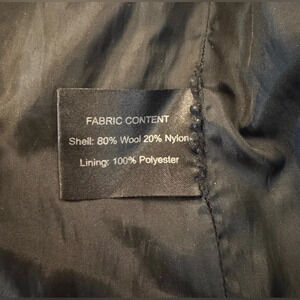 FABRIC CONTENT
Shell: 80% Wool 20% Nylon
Lining: 100% Polyester